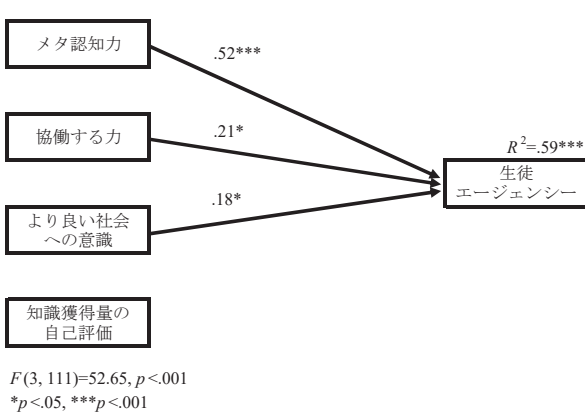 メタ認知力
.52***
協働する力
.21*
R²=.59***
生徒
エージェンシー
.18*
より良い社会
への意識
知識獲得量の
自己評価
F(3, 111)=52.65, p<.001
*p<.05, ***p<.001